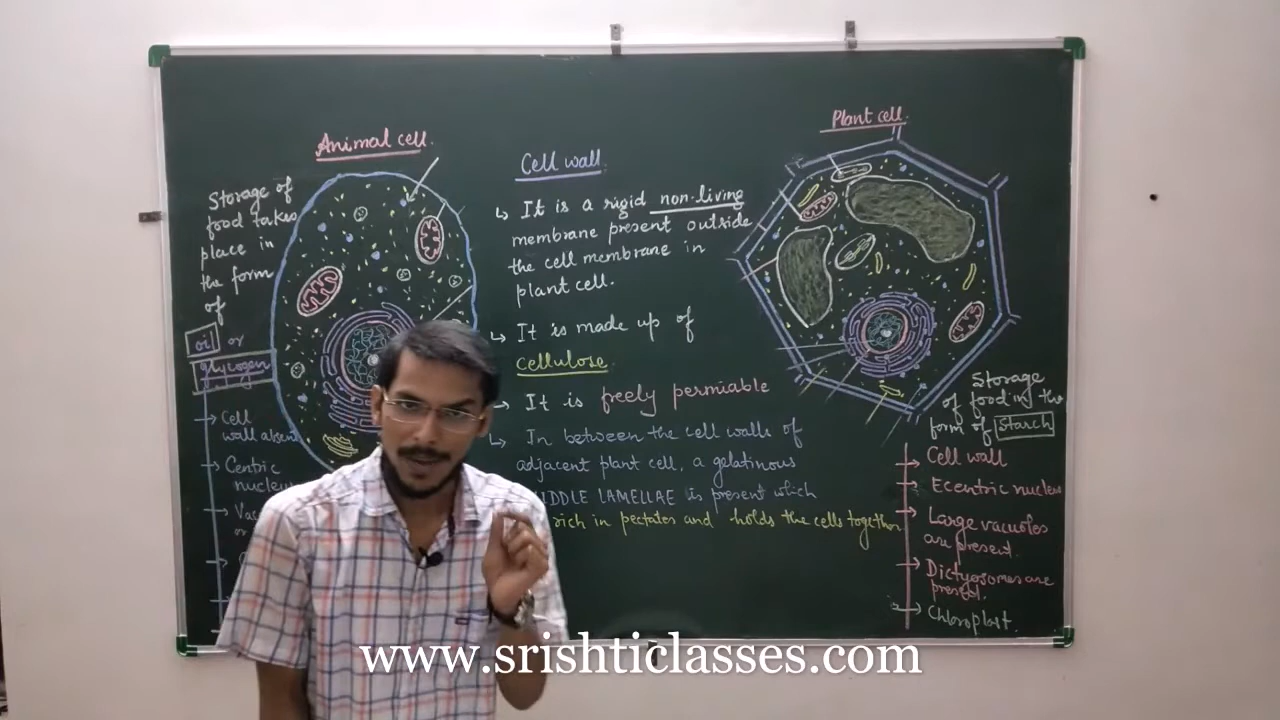 Animal cell
Storage of
food takes
place in
the form
of
oil or
glycogen
Cell
wall absent
Centric
nucleus
or
Cell wall
It is a rigid non-living
membrane present outside
the cell membrane in
plant cell.
It is made up of
cellulose
It is freely permiable
In between the cell walls of
adjacent plant cell, a gelatinous
MIDDLE LAMELLAE is present which
rich in pectates and holds the cells together
Plant cell
Storage
of food in the
form of starch
Cell wall
Ecentric nucleus
Large vacuoles
are present.
Dictyosomes are
present.
Chloroplast.
www.srishticlasses.com